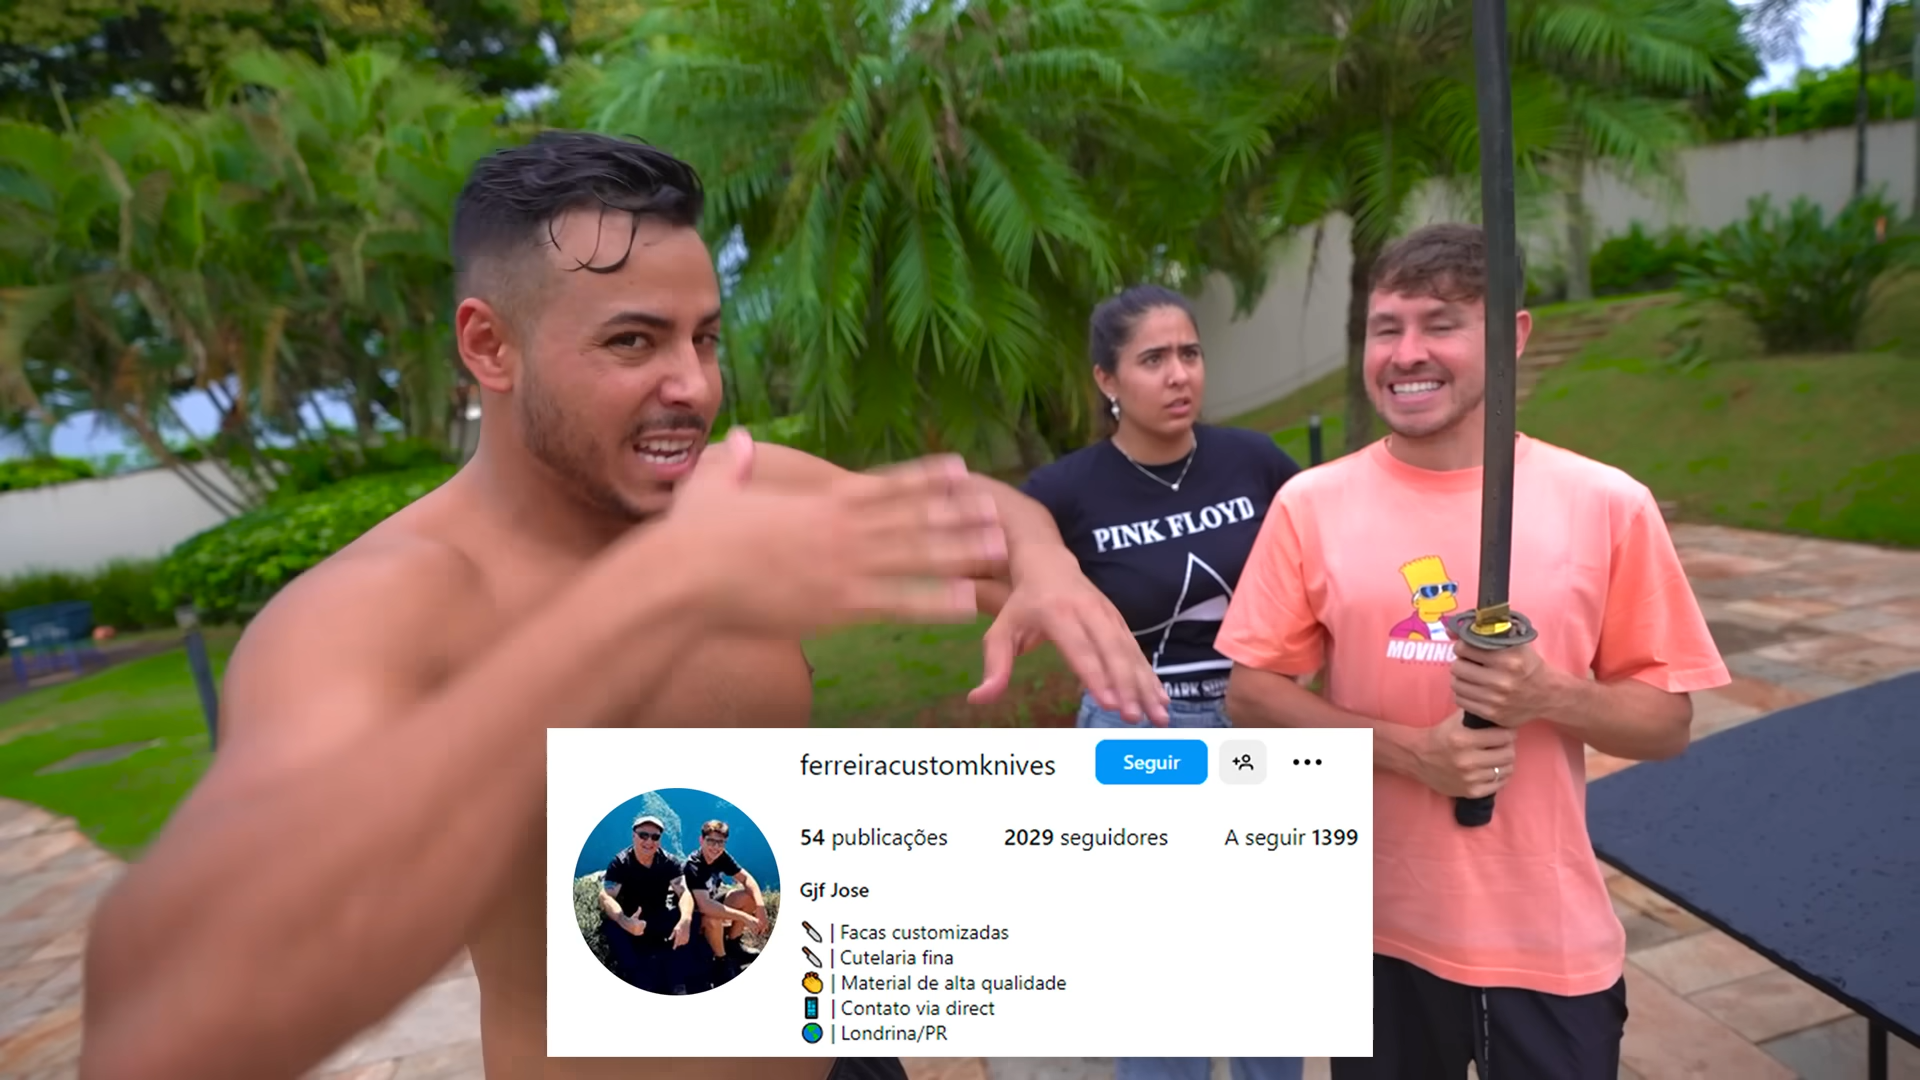 PINK FLOYD
DARK
MOVING
ferreiracustomknives
Seguir
54 publicações
2029 seguidores
A seguir 1399
Gjf Jose
| Facas customizadas
| Cutelaria fina
| Material de alta qualidade
| Contato via direct
| Londrina/PR